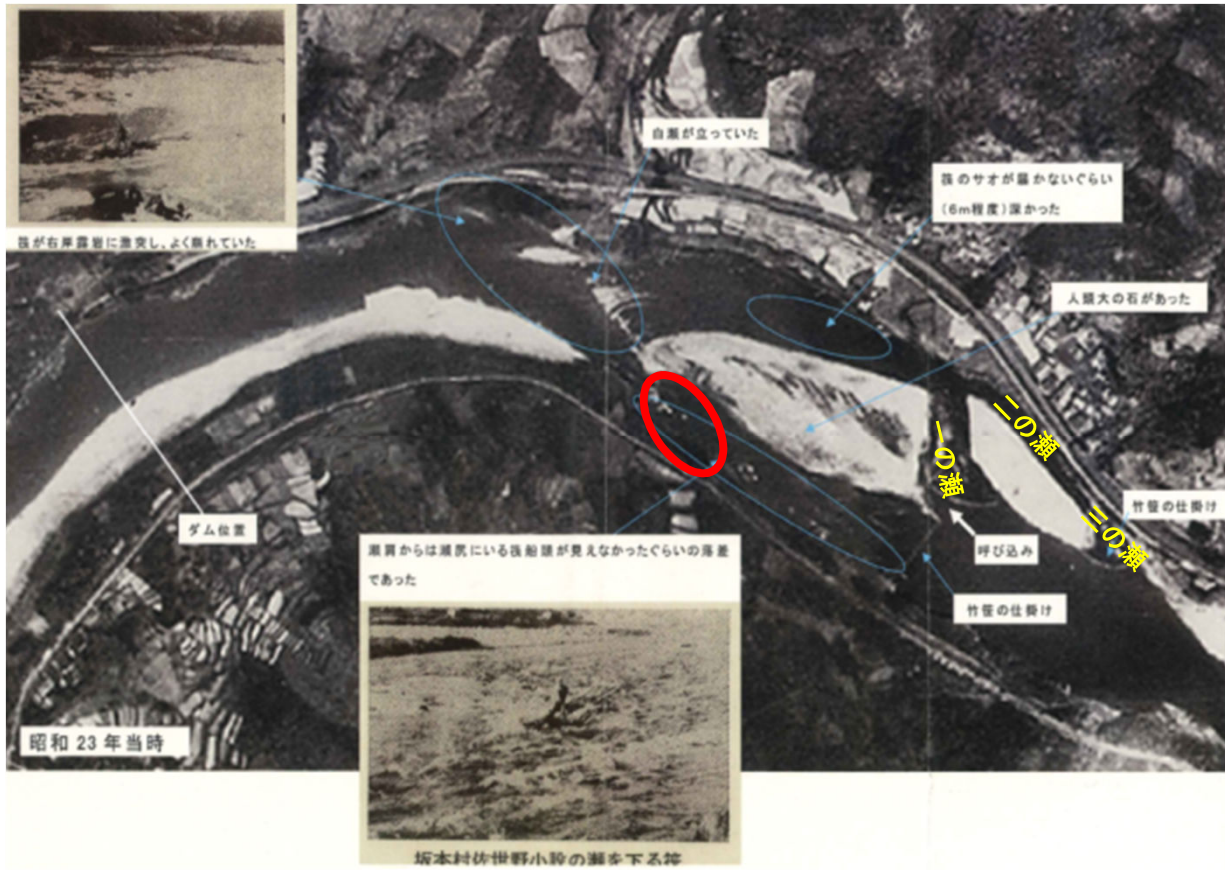 白瀬が立っていた
筏のサオが届かないぐらい
(6m程度)深かった
筏が右岸露岩に激突し、よく崩れていた
人頭大の石があった
二の瀬
一の瀬
三の瀬
竹笹の仕掛け
ダム位置
呼び込み
瀬肩からは瀬尻にいる筏船頭が見えなかったぐらいの落差
であった
竹笹の仕掛け
昭和23年当時
坂本村佐世野小段の瀬を下る筏